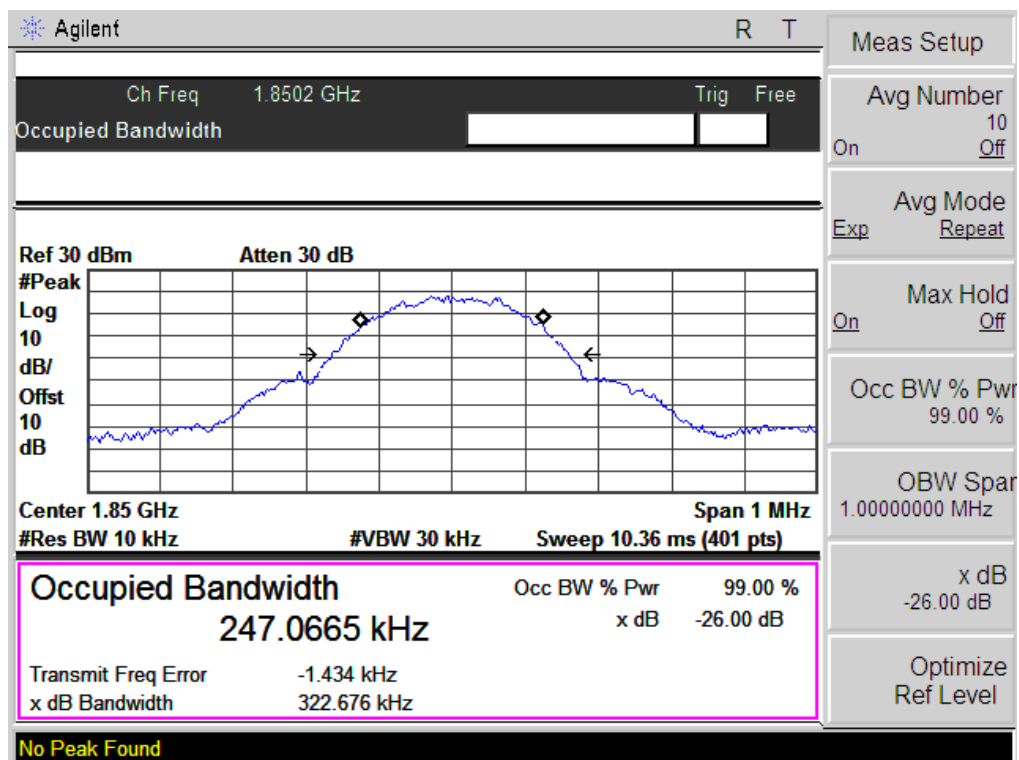 Agilent R T
Ch Freq 1.8502 GHz Trig Free
Occupied Bandwidth
Ref 30 dBm Atten 30 dB
#Peak
Log
10
dB/
Offst
10
dB
Center 1.85 GHz Span 1 MHz
#Res BW 10 kHz #VBW 30 kHz Sweep 10.36 ms (401 pts)
Occupied Bandwidth Occ BW % Pwr 99.00 %
247.0665 kHz x dB -26.00 dB
Transmit Freq Error -1.434 kHz
x dB Bandwidth 322.676 kHz
No Peak Found
Meas Setup
Avg Number
10
On Off
Avg Mode
Exp Repeat
Max Hold
On Off
Occ BW % Pwr
99.00 %
OBW Span
1.00000000 MHz
x dB
-26.00 dB
Optimize
Ref Level